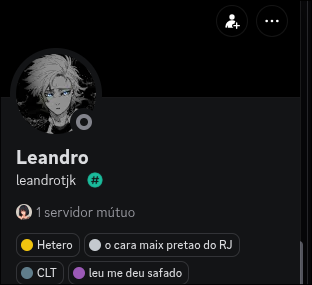 Leandro
leandrotjk #
1 servidor mútuo
Hetero o cara maix pretao do RJ
CLT leu me deu safado